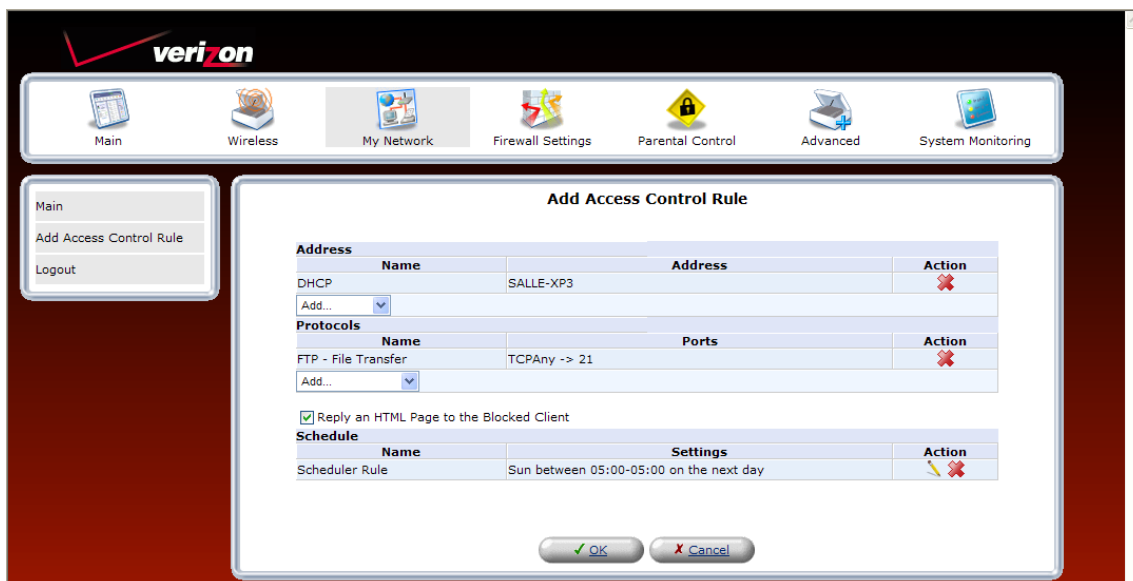 verizon
Main Wireless My Network Firewall Settings Parental Control Advanced System Monitoring
Main
Add Access Control Rule
Logout
Add Access Control Rule
Address
Name Address Action
DHCP SALLE-XP3
Add...
Protocols
Name Ports Action
FTP - File Transfer TCPAny -> 21
Add...
Reply an HTML Page to the Blocked Client
Schedule
Name Settings Action
Scheduler Rule Sun between 05:00-05:00 on the next day
OK Cancel